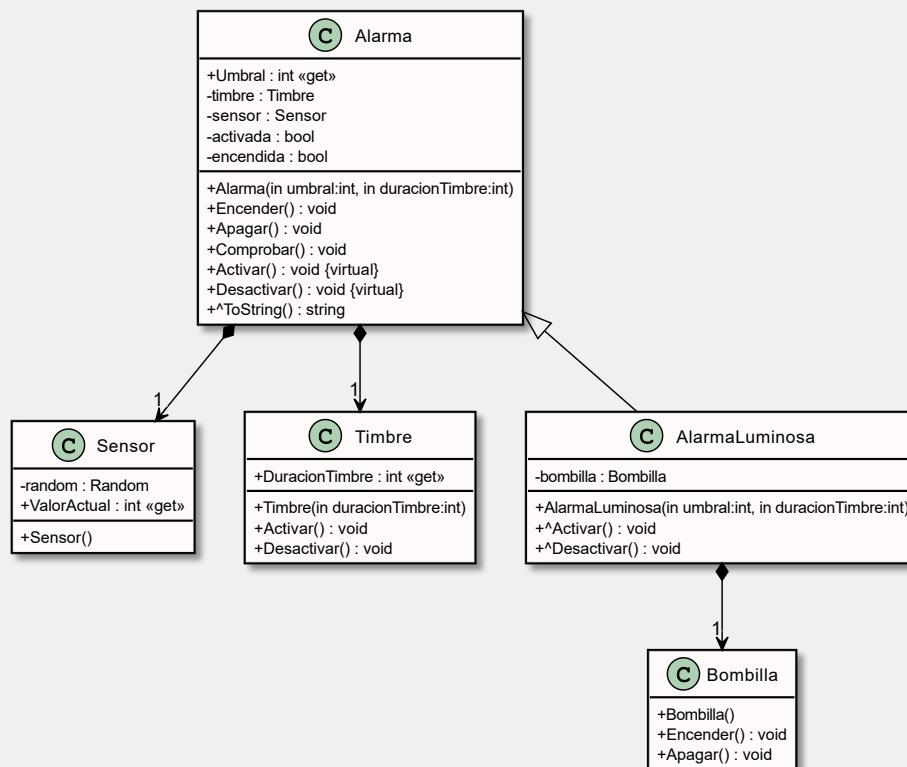 C Alarma
+Umbral : int «get»
-timbre : Timbre
-sensor : Sensor
-activada : bool
-encendida : bool
+Alarma(in umbral:int, in duracionTimbre:int)
+Encender() : void
+Apagar() : void
+Comprobar() : void
+Activar() : void {virtual}
+Desactivar() : void {virtual}
+^ToString() : string
1
1
C Sensor
-random : Random
+ValorActual : int «get»
+Sensor()
C Timbre
+DuracionTimbre : int «get»
+Timbre(in duracionTimbre:int)
+Activar() : void
+Desactivar() : void
C AlarmaLuminosa
-bombilla : Bombilla
+AlarmaLuminosa(in umbral:int, in duracionTimbre:int)
+^Activar() : void
+^Desactivar() : void
1
C Bombilla
+Bombilla()
+Encender() : void
+Apagar() : void